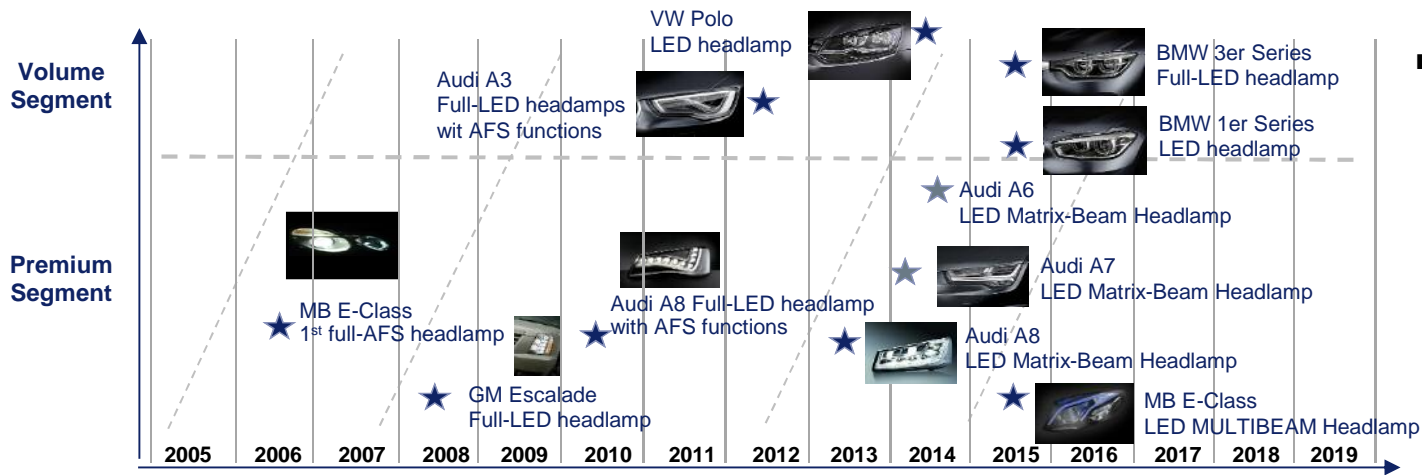 VW Polo
LED headlamp
Volume
Segment
Audi A3
Full-LED headamps
wit AFS functions
BMW 3er Series
Full-LED headlamp
BMW 1er Series
LED headlamp
Audi A6
LED Matrix-Beam Headlamp
Premium
Segment
Audi A7
LED Matrix-Beam Headlamp
MB E-Class
1st full-AFS headlamp
Audi A8 Full-LED headlamp
with AFS functions
Audi A8
LED Matrix-Beam Headlamp
GM Escalade
Full-LED headlamp
MB E-Class
LED MULTIBEAM Headlamp
2005 2006 2007 2008 2009 2010 2011 2012 2013 2014 2015 2016 2017 2018 2019